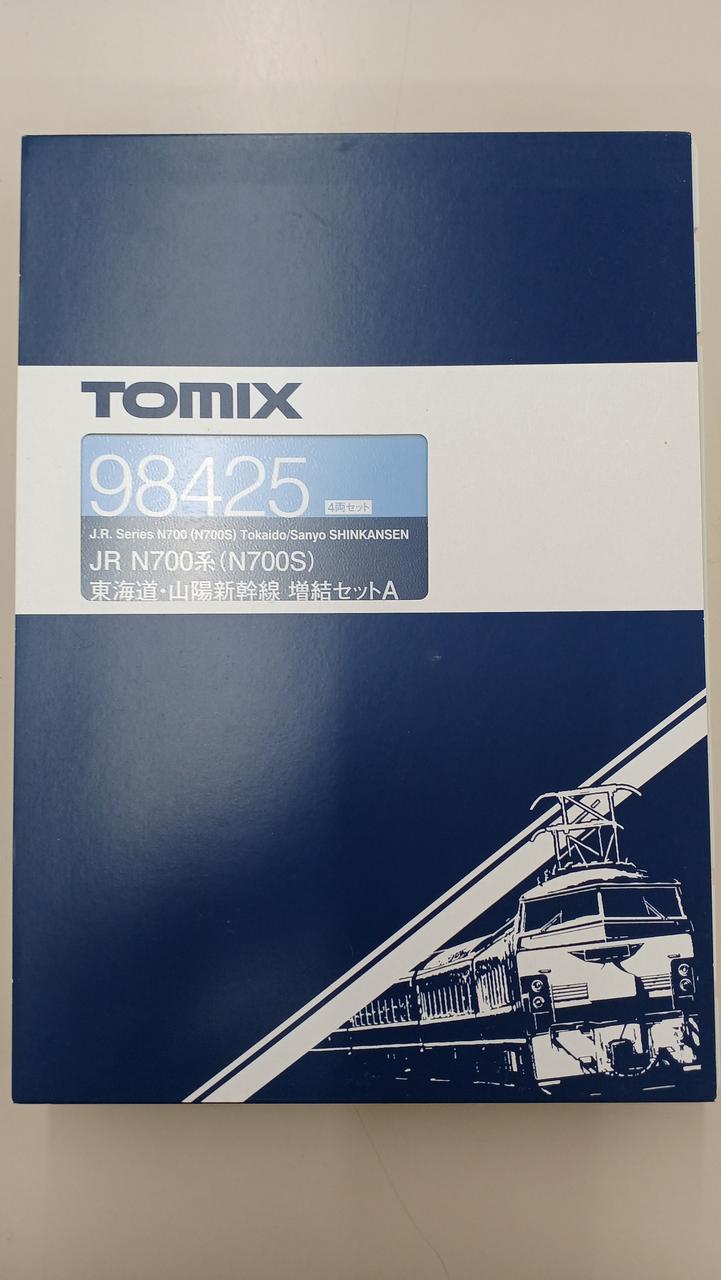 TOMIX
98425 4両セット
J.R. Series N700 (N700S) Tokaido/Sanyo SHINKANSEN
JR N700系(N700S)
東海道・山陽新幹線 増結セットA